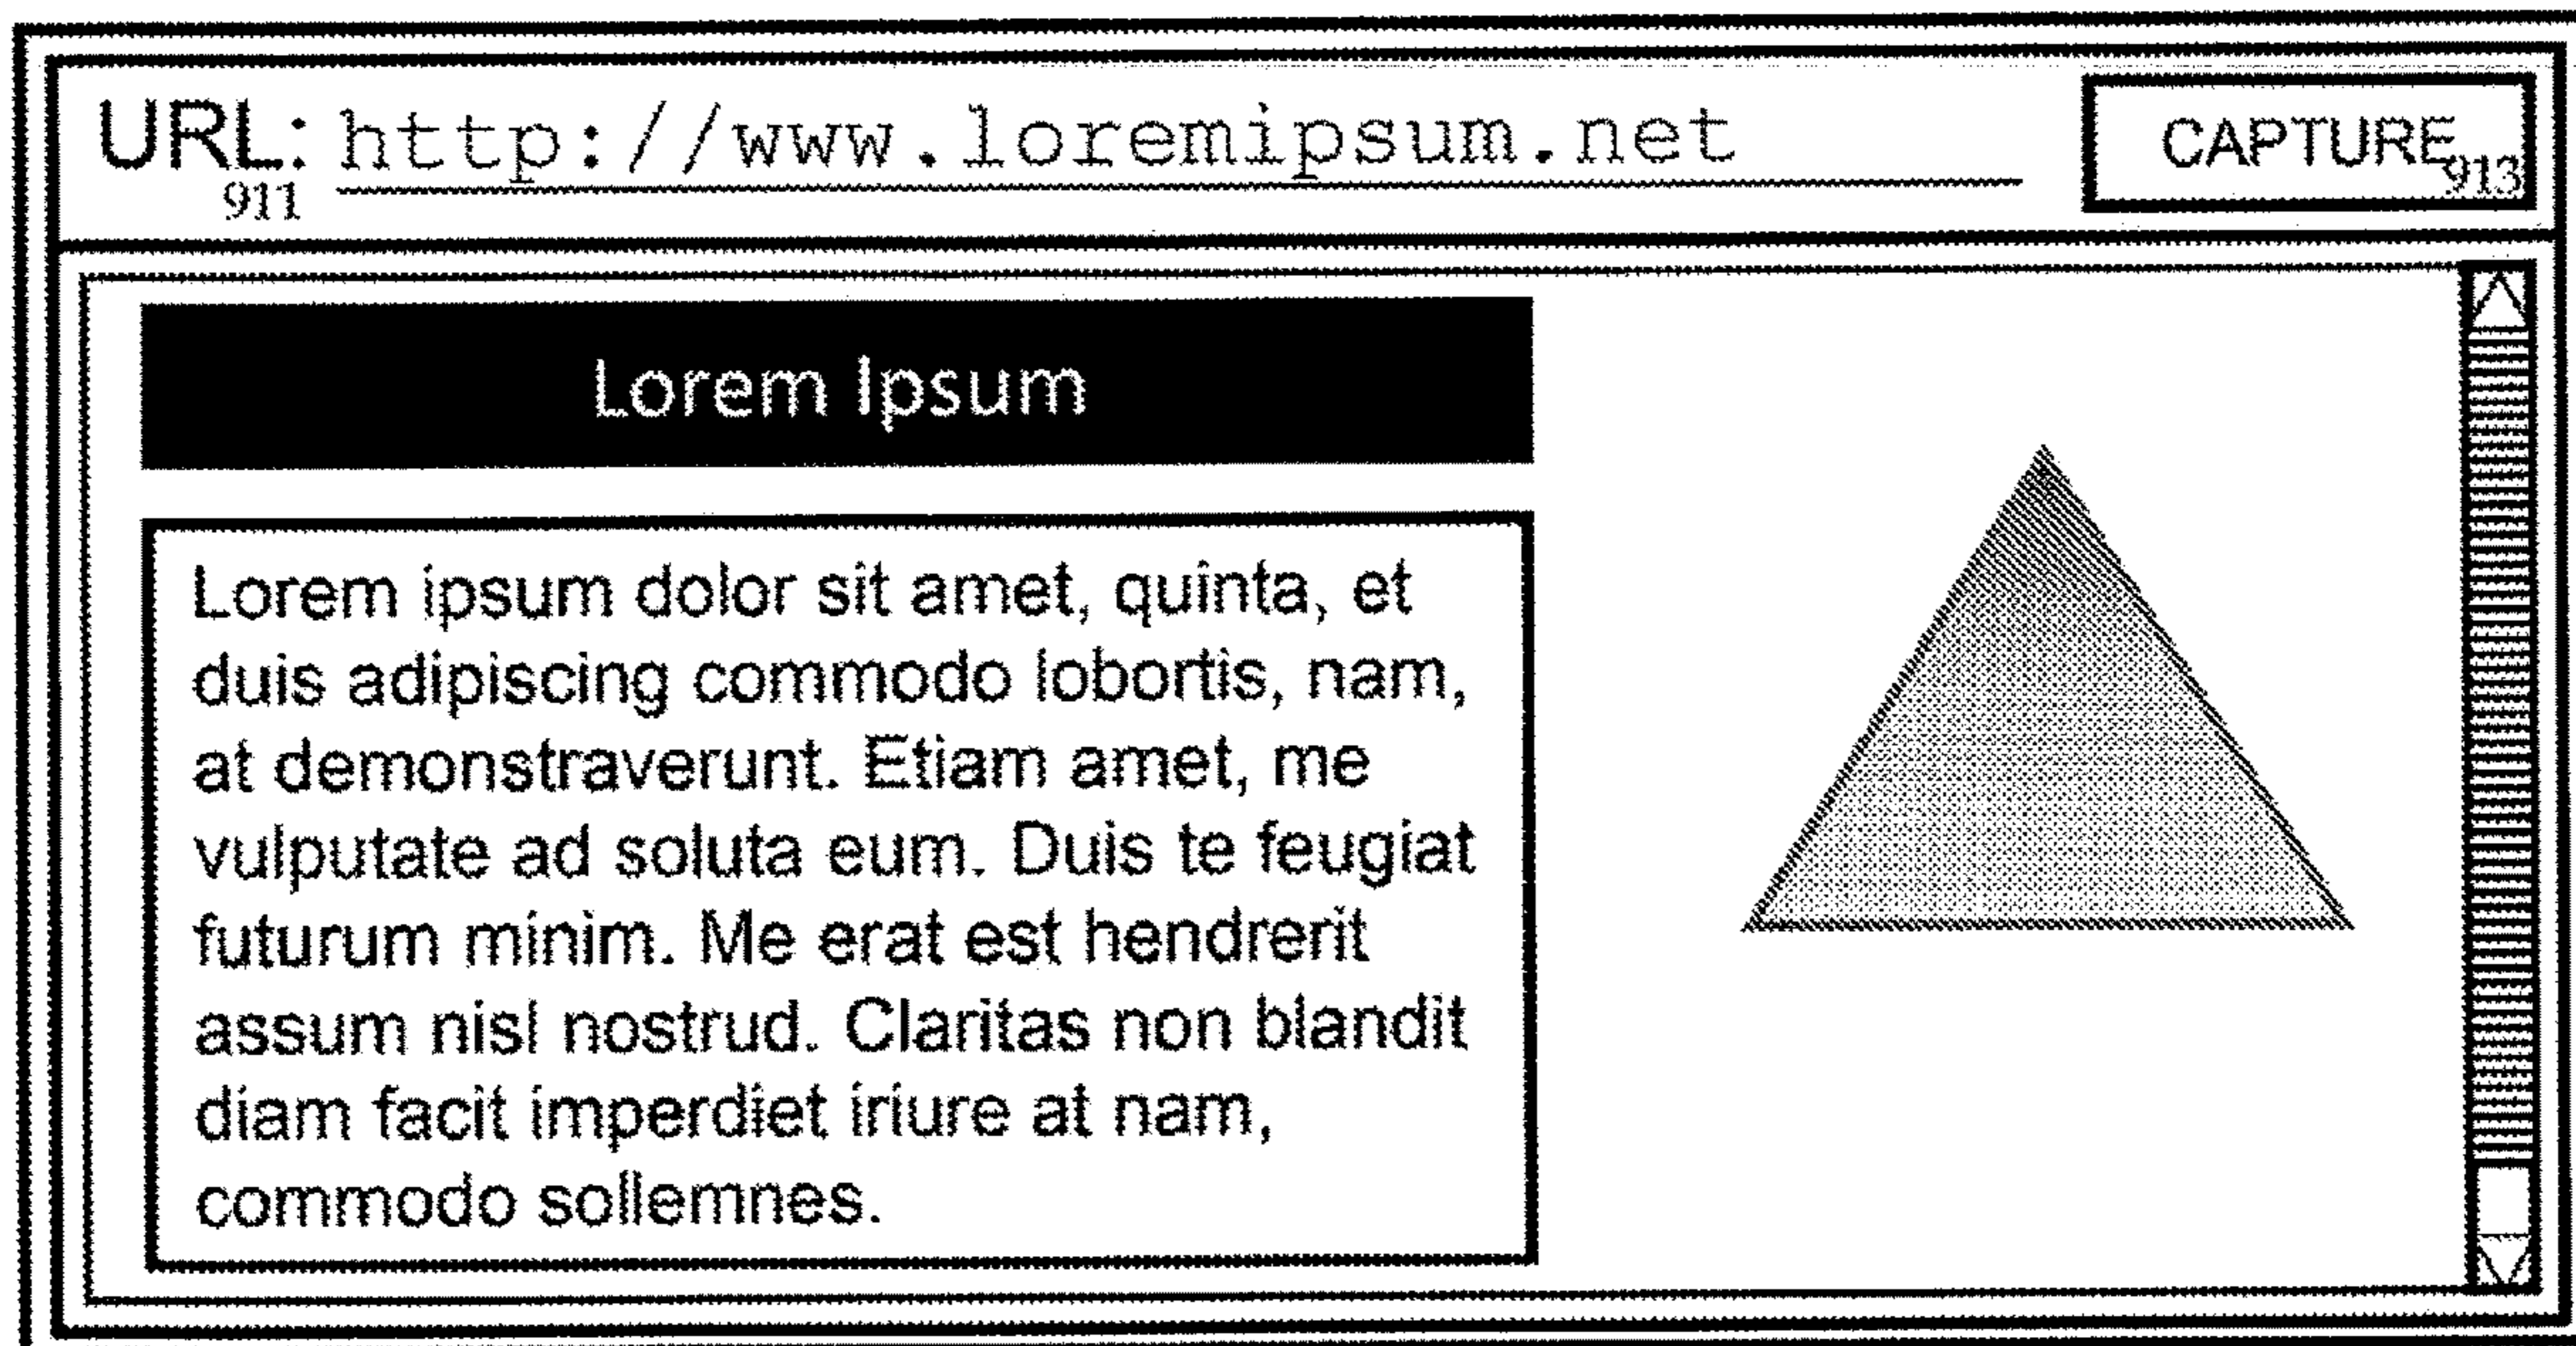 URL: http://www.loremipsum.net
911
CAPTURE
913
Lorem Ipsum
Lorem ipsum dolor sit amet, quinta, et
duis adipiscing commodo lobortis, nam,
at demonstraverunt. Etiam amet, me
vulputate ad soluta eum. Duis te feugiat
futurum minim. Me erat est hendrerit
assum nisl nostrud. Claritas non blandit
diam facit imperdiet iriure at nam,
commodo sollemnes.